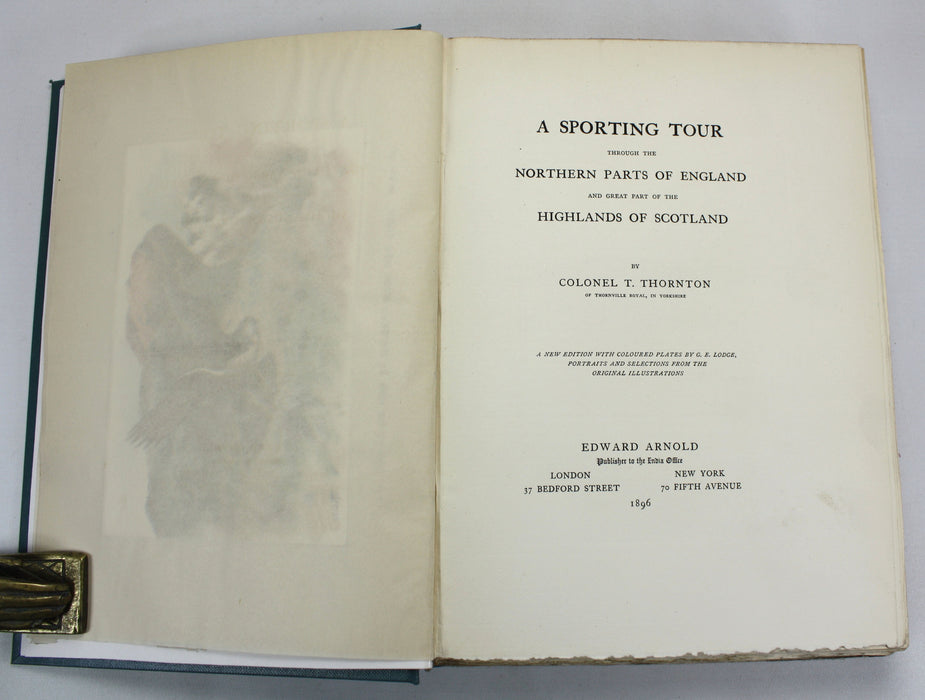 A SPORTING TOUR
THROUGH THE
NORTHERN PARTS OF ENGLAND
AND GREAT PART OF THE
HIGHLANDS OF SCOTLAND
BY
COLONEL T. THORNTON
OF THORNVILLE ROYAL, IN YORKSHIRE
A NEW EDITION WITH COLOURED PLATES BY G. E. LODGE,
PORTRAITS AND SELECTIONS FROM THE
ORIGINAL ILLUSTRATIONS
EDWARD ARNOLD
Publisher to the India Office
LONDON NEW YORK
37 BEDFORD STREET 70 FIFTH AVENUE
1896